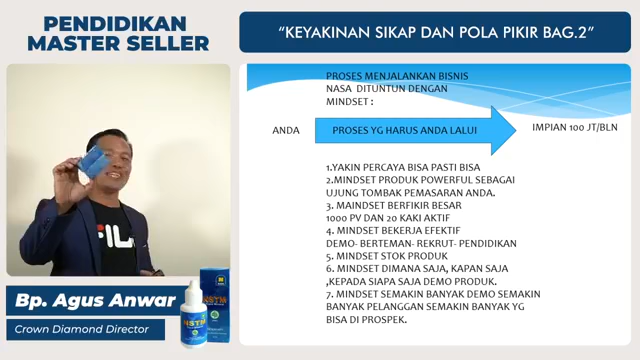 PENDIDIKAN
MASTER SELLER
“KEYAKINAN SIKAP DAN POLA PIKIR BAG.2”
PROSES MENJALANKAN BISNIS
NASA DITUNTUN DENGAN
MINDSET :
ANDA
PROSES YG HARUS ANDA LALUI
IMPIAN 100 JT/BLN
1.YAKIN PERCAYA BISA PASTI BISA
2.MINDSET PRODUK POWERFUL SEBAGAI
UJUNG TOMBAK PEMASARAN ANDA.
3. MAINDSET BERFIKIR BESAR
1000 PV DAN 20 KAKI AKTIF
4. MINDSET BEKERJA EFEKTIF
DEMO- BERTEMAN- REKRUT- PENDIDIKAN
5. MINDSET STOK PRODUK
6. MINDSET DIMANA SAJA, KAPAN SAJA
,KEPADA SIAPA SAJA DEMO PRODUK.
7. MINDSET SEMAKIN BANYAK DEMO SEMAKIN
BANYAK PELANGGAN SEMAKIN BANYAK YG
BISA DI PROSPEK.
FILA
Bp. Agus Anwar
Crown Diamond Director